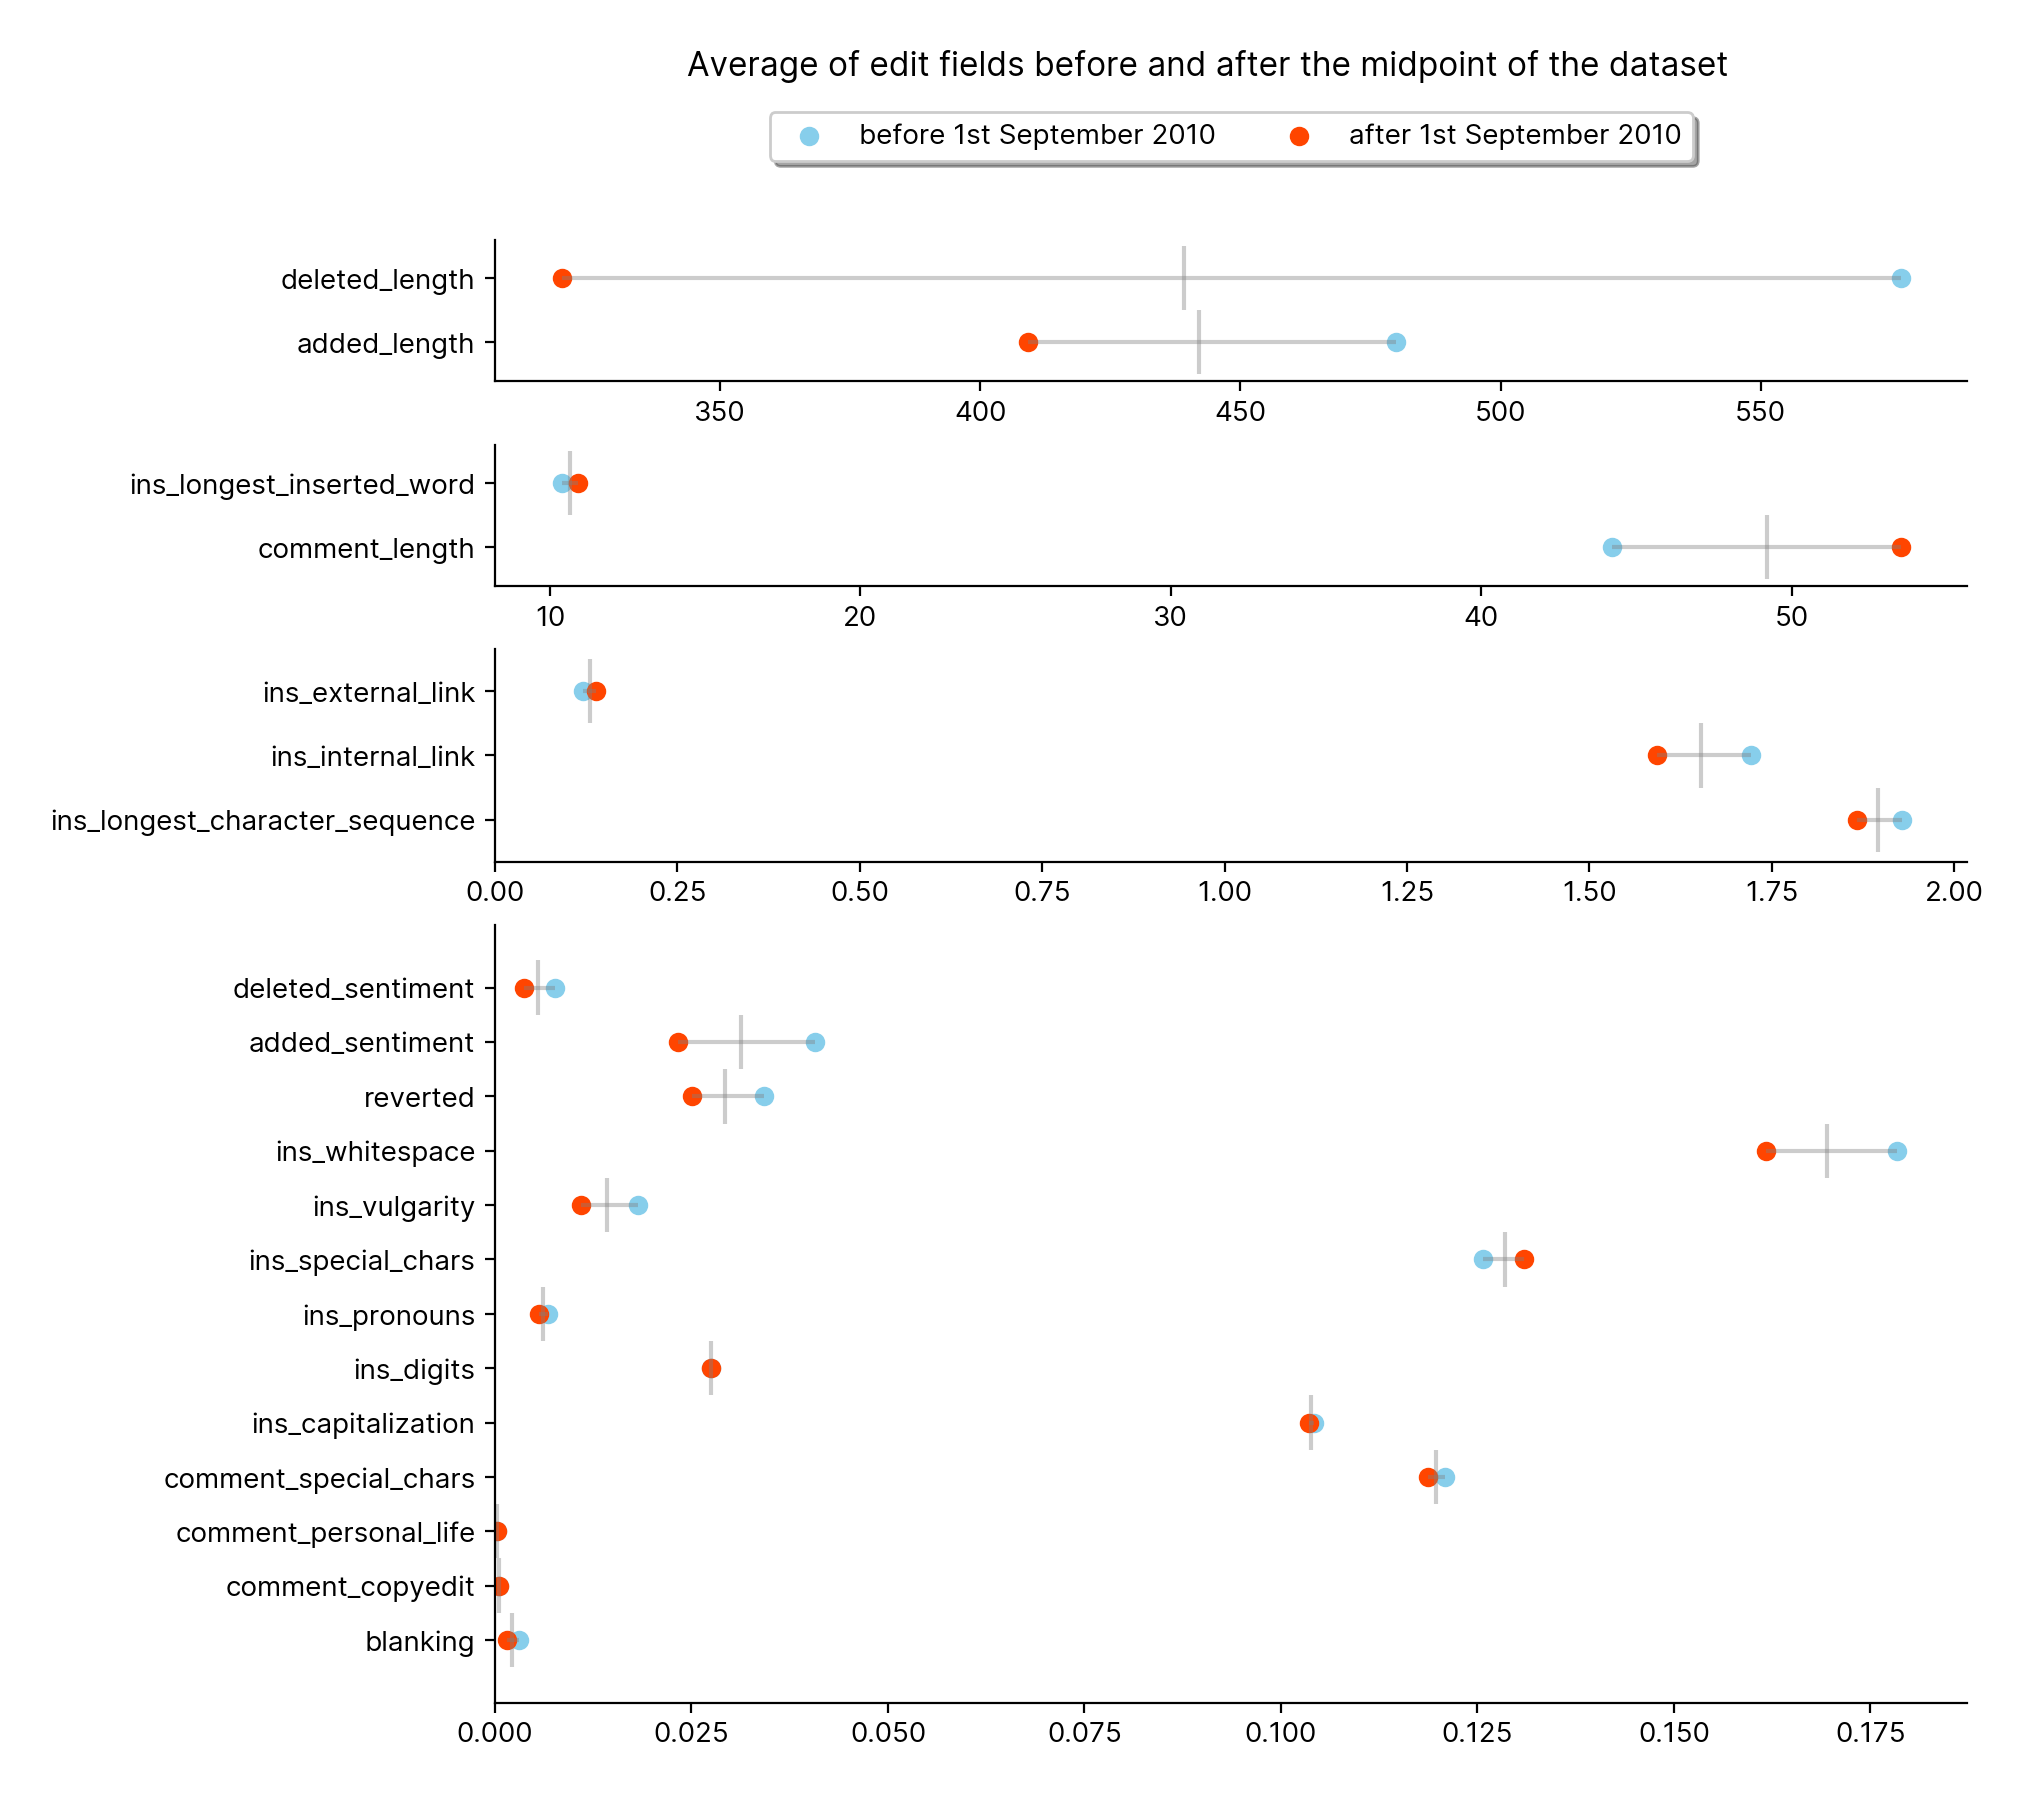 Average of edit fields before and after the midpoint of the dataset
before 1st September 2010 after 1st September 2010
deleted_length
added_length
350 400 450 500 550
ins_longest_inserted_word
comment_length
10 20 30 40 50
ins_external_link
ins_internal_link
ins_longest_character_sequence
0.00 0.25 0.50 0.75 1.00 1.25 1.50 1.75 2.00
deleted_sentiment
added_sentiment
reverted
ins_whitespace
ins_vulgarity
ins_special_chars
ins_pronouns
ins_digits
ins_capitalization
comment_special_chars
comment_personal_life
comment_copyedit
blanking
0.000 0.025 0.050 0.075 0.100 0.125 0.150 0.175